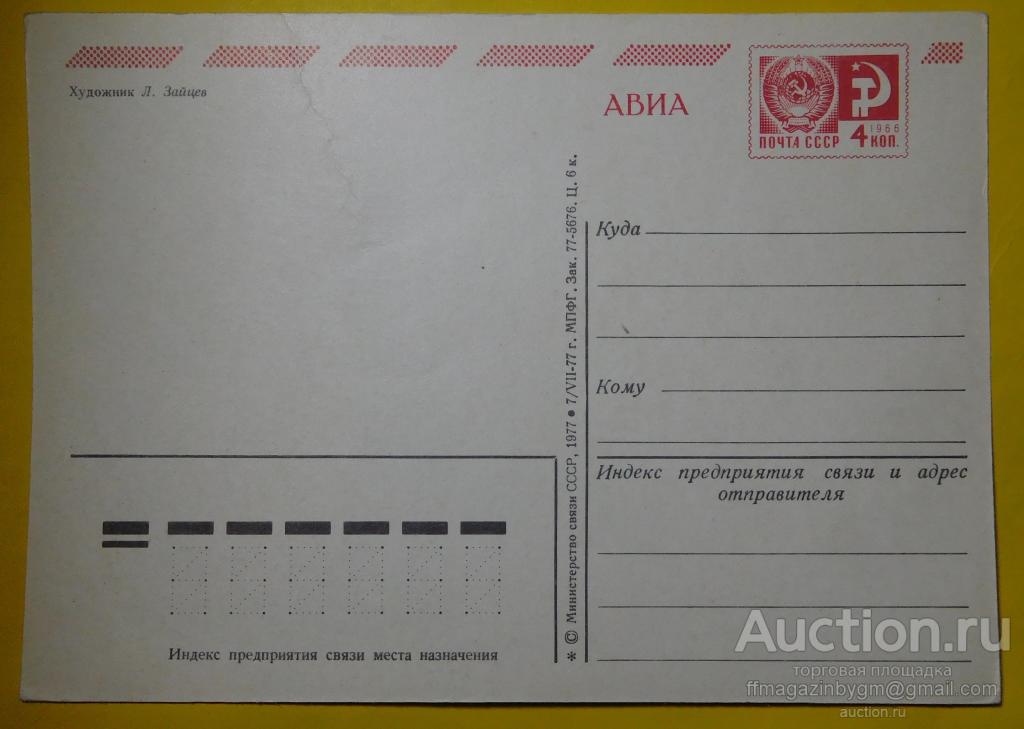 Художник Л. Зайцев
АВИА
ПОЧТА СССР
1966
4 КОП.
Куда
Кому
Индекс предприятия связи и адрес
отправителя
* © Министерство связи СССР, 1977 • 7/VII-77 г. МПФГ. Зак. 77-5676. Ц. 6 к.
Индекс предприятия связи места назначения
Auction.ru
торговая площадка
ffmagazinbygm@gmail.com
auction.ru